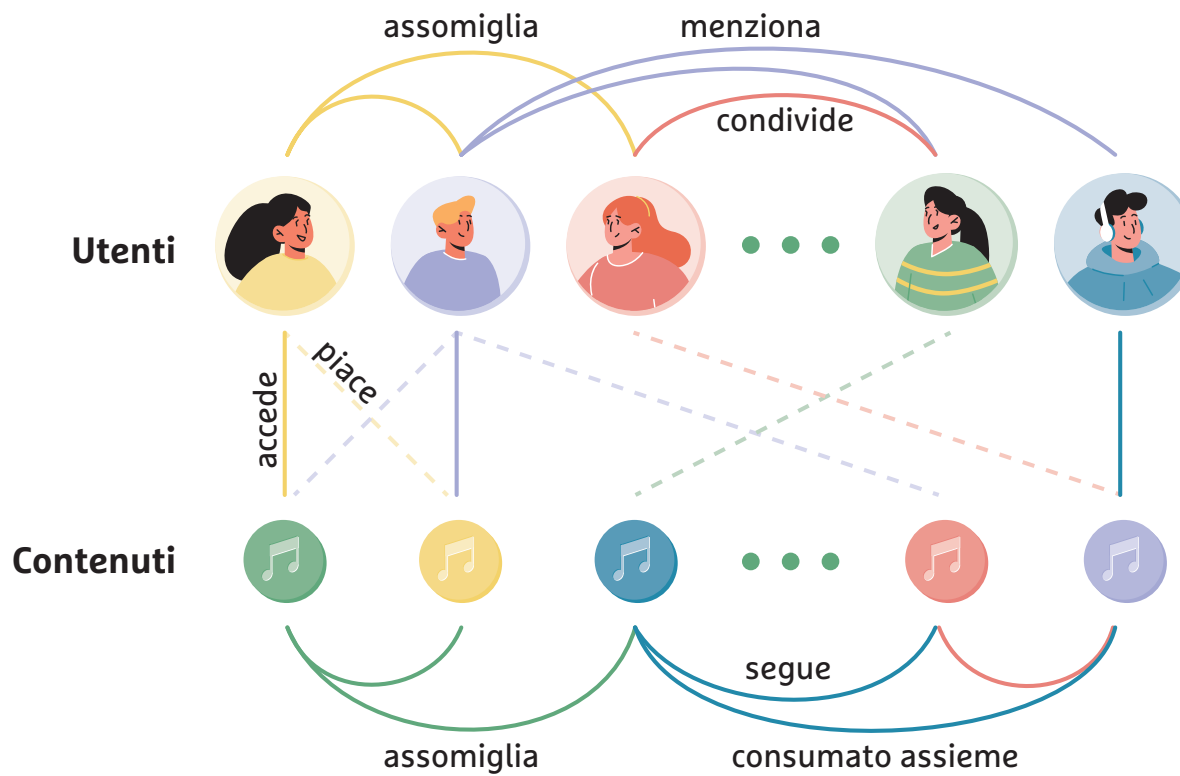 assomiglia
menziona
condivide
Utenti
piace
accede
Contenuti
segue
assomiglia
consumato assieme